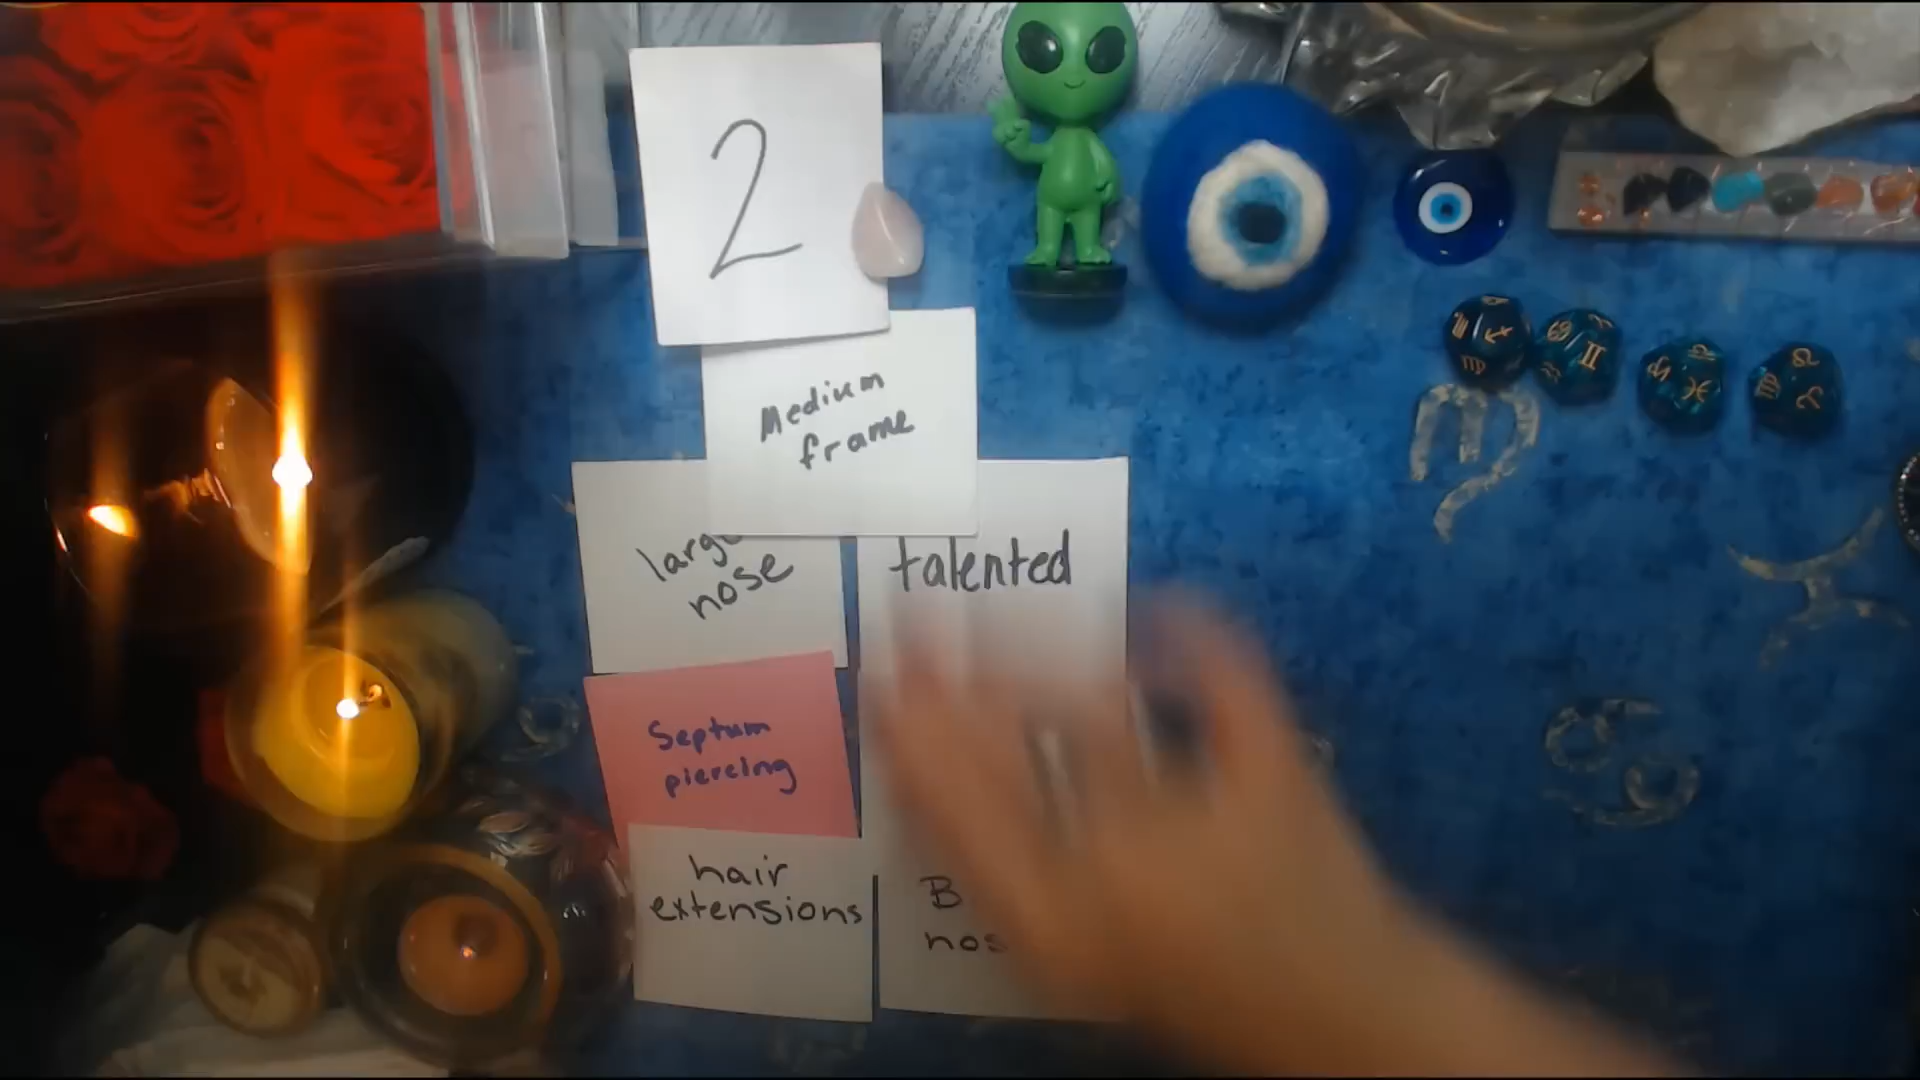 2
Medium
frame
nose
talented
Septum
piercing
hair
extensions